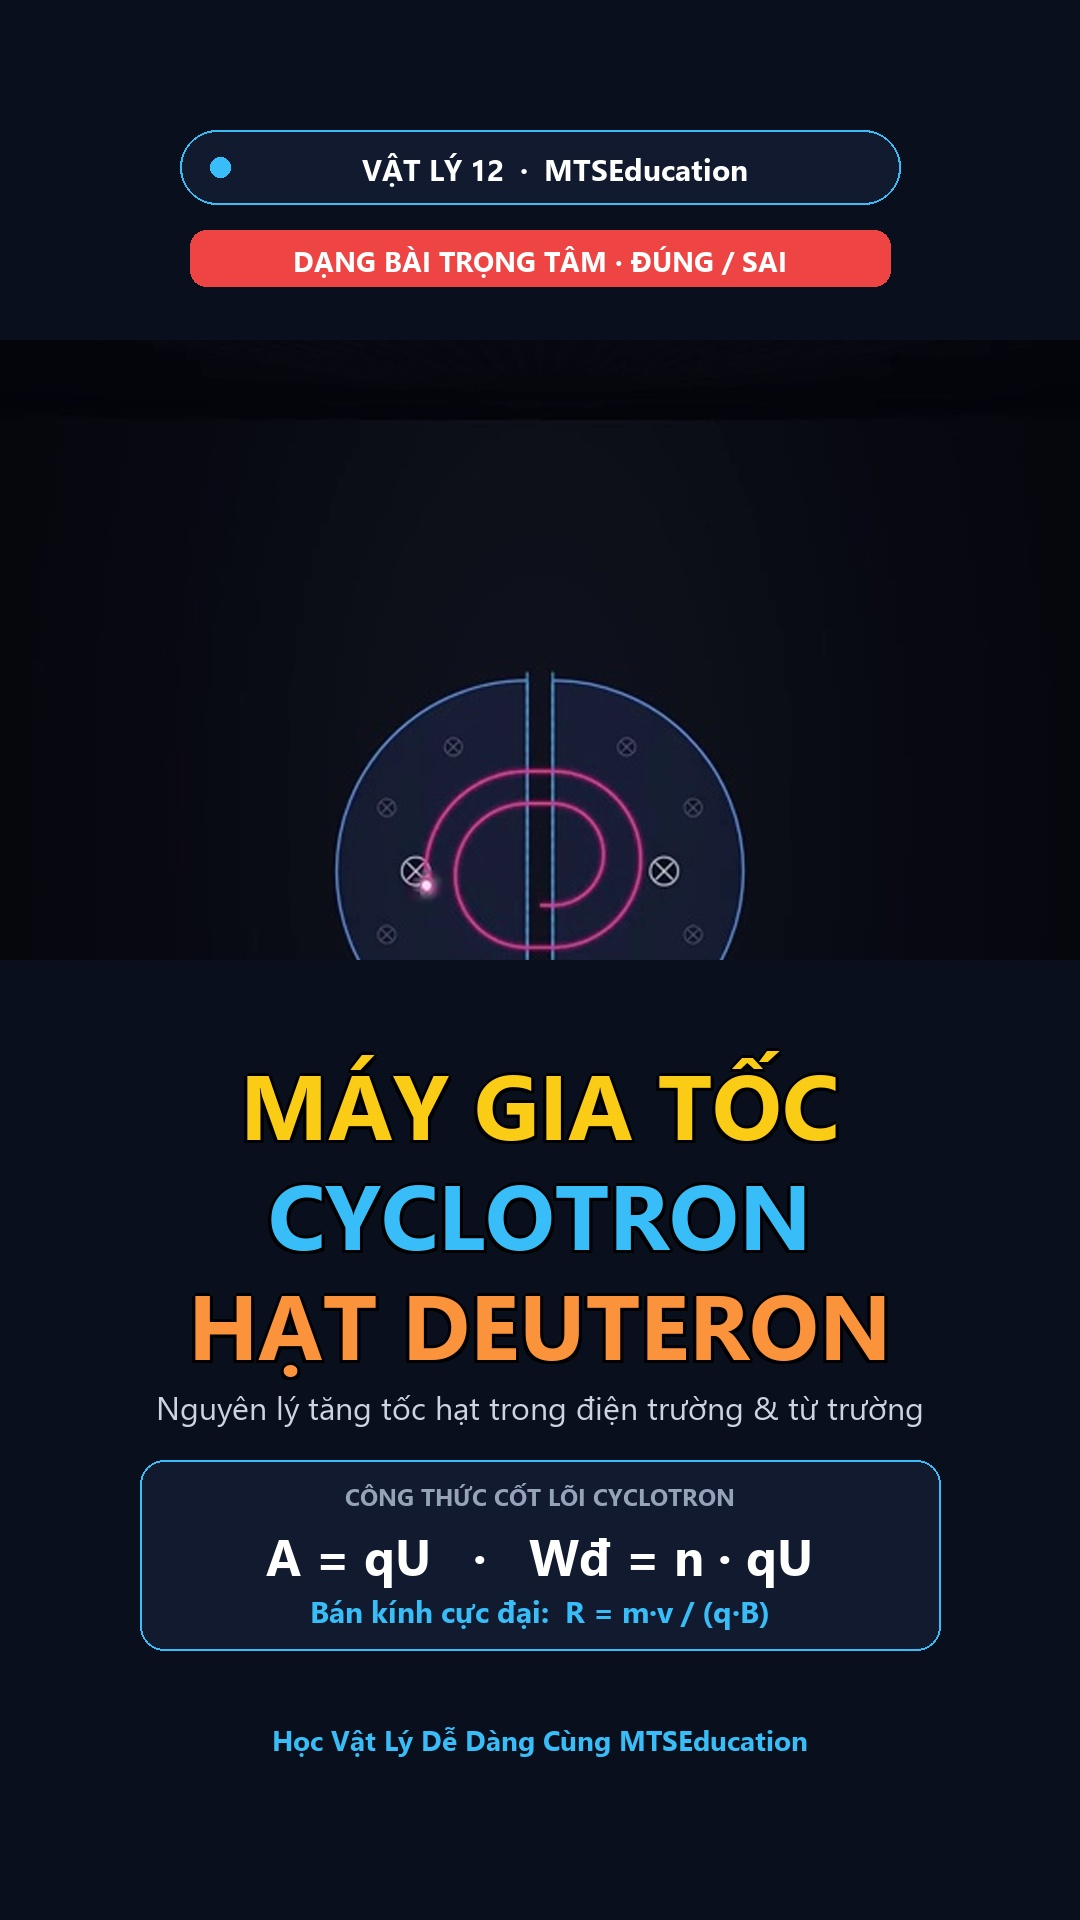 VẬT LÝ 12 · MTSEducation
DẠNG BÀI TRỌNG TÂM · ĐÚNG / SAI
MÁY GIA TỐC
CYCLOTRON
HẠT DEUTERON
Nguyên lý tăng tốc hạt trong điện trường & từ trường
CÔNG THỨC CỐT LÕI CYCLOTRON
A = qU · Wđ = n · qU
Bán kính cực đại: R = m·v / (q·B)
Học Vật Lý Dễ Dàng Cùng MTSEducation